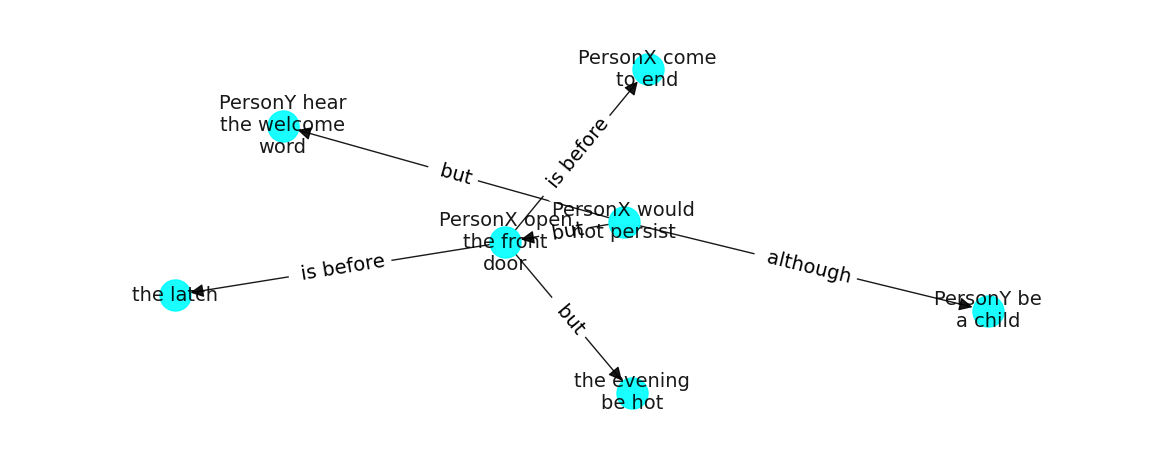 PersonX come
to end
PersonY hear
the welcome
word
is before
but
PersonX would
not persist
PersonX open
the front
door
but
is before
although
the latch
PersonY be
a child
but
the evening
be hot